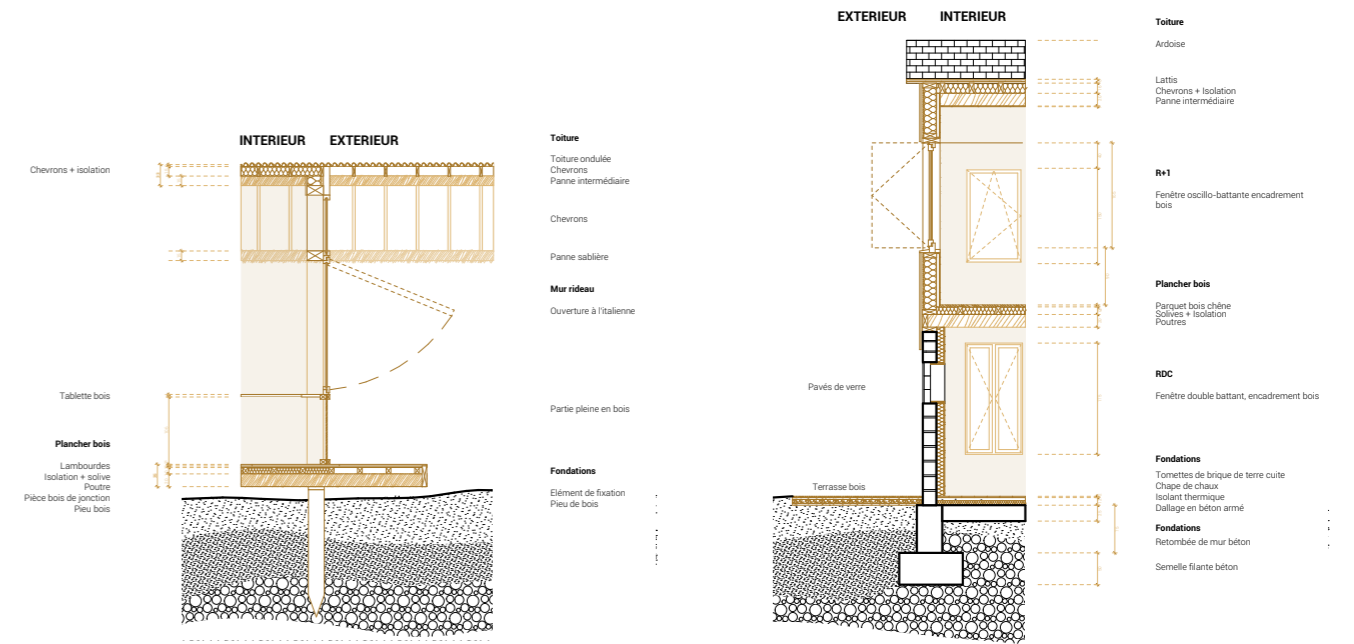 INTERIEUR EXTERIEUR
Chevrons + isolation
Tablette bois
Plancher bois
Lambourdes
Isolation + solive
Poutre
Pièce bois de jonction
Pieu bois
Toiture
Toiture ondulée
Chevrons
Panne intermédiaire
Chevrons
Panne sablière
Mur rideau
Ouverture à l'italienne
Partie pleine en bois
Fondations
Elément de fixation
Pieu de bois
EXTERIEUR INTERIEUR
Pavés de verre
Terrasse bois
Toiture
Ardoise
Lattis
Chevrons + Isolation
Panne intermédiaire
R+1
Fenêtre oscillo-battante encadrement
bois
Plancher bois
Parquet bois chêne
Solives + Isolation
Poutres
RDC
Fenêtre double battant, encadrement bois
Fondations
Tomettes de brique de terre cuite
Chape de chaux
Isolant thermique
Dallage en béton armé
Fondations
Retombée de mur béton
Semelle filante béton